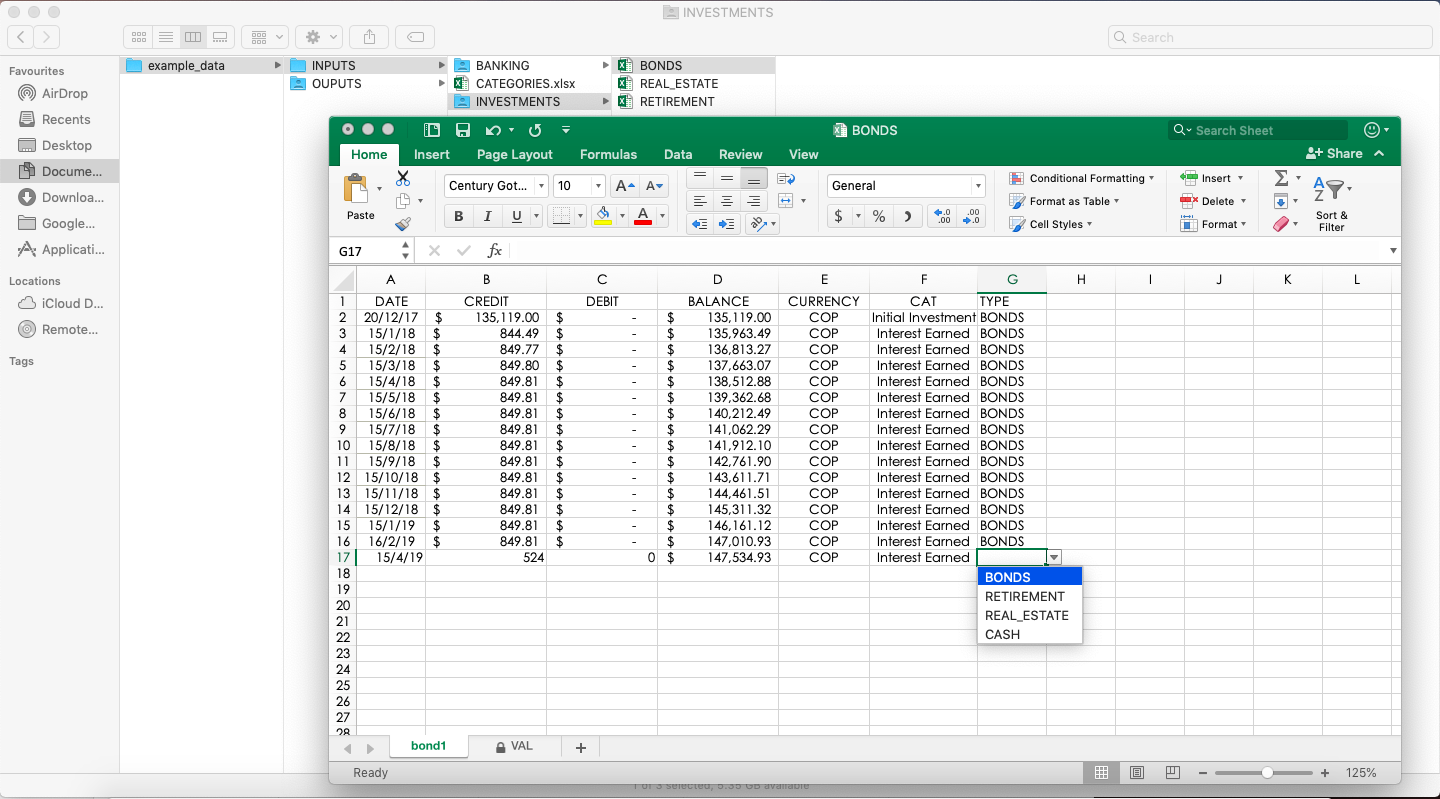 INVESTMENTS
Search
Favourites
AirDrop
Recents
Desktop
Docume...
Downloa...
Google...
Applicati...
Locations
iCloud D...
Remote...
Tags
example_data
INPUTS
OUPUTS
BANKING
CATEGORIES.xlsx
INVESTMENTS
BONDS
REAL_ESTATE
RETIREMENT
BONDS
Search Sheet
Home Insert Page Layout Formulas Data Review View Share
Paste
Century Got... 10
A A
B I U A
General
$ % )
Conditional Formatting
Format as Table
Cell Styles
Insert
Delete
Format
Sort & Filter
G17 fx
A B C D E F G H I J K L
1 DATE CREDIT DEBIT BALANCE CURRENCY CAT TYPE
2 20/12/17 $ 135,119.00 $ - $ 135,119.00 COP Initial Investment BONDS
3 15/1/18 $ 844.49 $ - $ 135,963.49 COP Interest Earned BONDS
4 15/2/18 $ 849.77 $ - $ 136,813.27 COP Interest Earned BONDS
5 15/3/18 $ 849.80 $ - $ 137,663.07 COP Interest Earned BONDS
6 15/4/18 $ 849.81 $ - $ 138,512.88 COP Interest Earned BONDS
7 15/5/18 $ 849.81 $ - $ 139,362.68 COP Interest Earned BONDS
8 15/6/18 $ 849.81 $ - $ 140,212.49 COP Interest Earned BONDS
9 15/7/18 $ 849.81 $ - $ 141,062.29 COP Interest Earned BONDS
10 15/8/18 $ 849.81 $ - $ 141,912.10 COP Interest Earned BONDS
11 15/9/18 $ 849.81 $ - $ 142,761.90 COP Interest Earned BONDS
12 15/10/18 $ 849.81 $ - $ 143,611.71 COP Interest Earned BONDS
13 15/11/18 $ 849.81 $ - $ 144,461.51 COP Interest Earned BONDS
14 15/12/18 $ 849.81 $ - $ 145,311.32 COP Interest Earned BONDS
15 15/1/19 $ 849.81 $ - $ 146,161.12 COP Interest Earned BONDS
16 16/2/19 $ 849.81 $ - $ 147,010.93 COP Interest Earned BONDS
17 15/4/19 524 0 $ 147,534.93 COP Interest Earned
18
19
20
21
22
23
24
25
26
27
28
BONDS
RETIREMENT
REAL_ESTATE
CASH
bond1 VAL +
Ready 125%
1 of 3 selected, 5.35 GB available